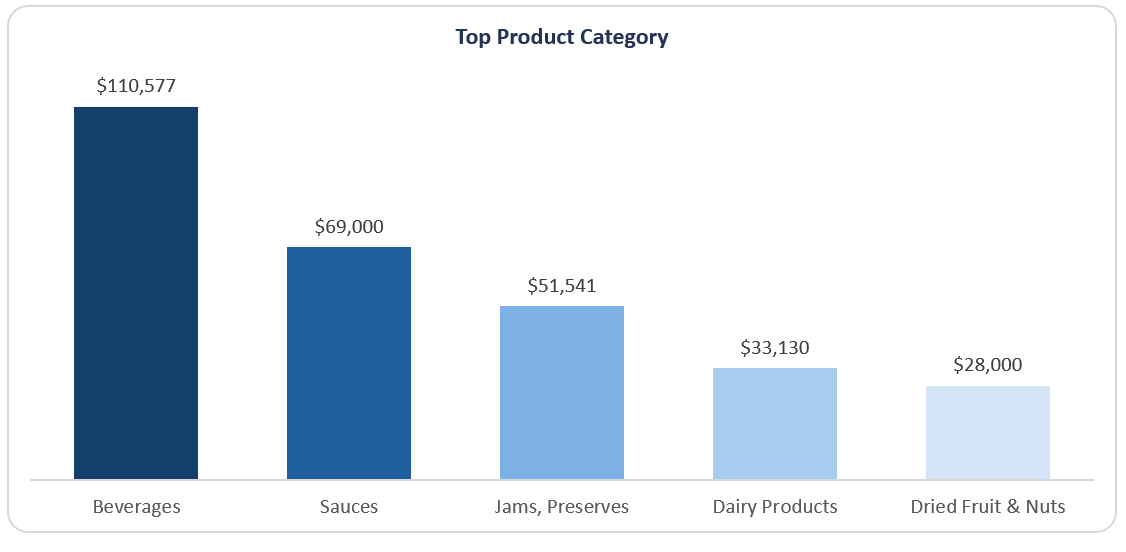 Top Product Category
$110,577
$69,000
$51,541
$33,130
$28,000
Beverages
Sauces
Jams, Preserves
Dairy Products
Dried Fruit & Nuts